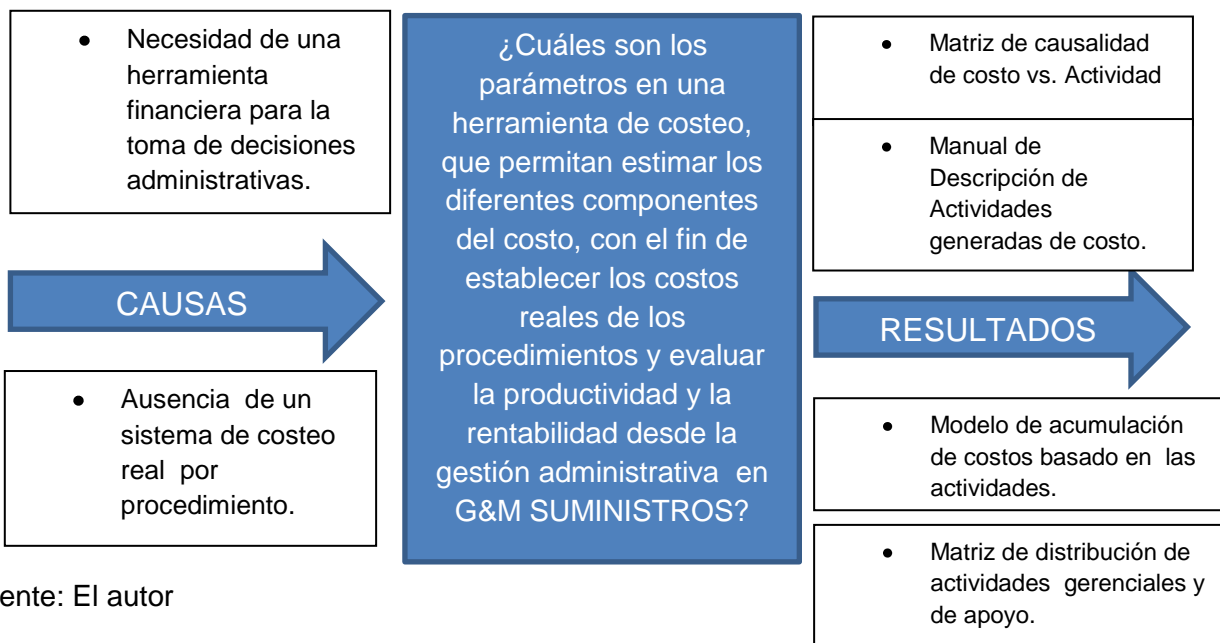 • Necesidad de una
herramienta
financiera para la
toma de decisiones
administrativas.
CAUSAS
• Ausencia de un
sistema de costeo
real por
procedimiento.
¿Cuáles son los
parámetros en una
herramienta de costeo,
que permitan estimar los
diferentes componentes
del costo, con el fin de
establecer los costos
reales de los
procedimientos y evaluar
la productividad y la
rentabilidad desde la
gestión administrativa en
G&M SUMINISTROS?
• Matriz de causalidad
de costo vs. Actividad
• Manual de
Descripción de
Actividades
generadas de costo.
RESULTADOS
• Modelo de acumulación
de costos basado en las
actividades.
• Matriz de distribución de
actividades gerenciales y
de apoyo.
ente: El autor